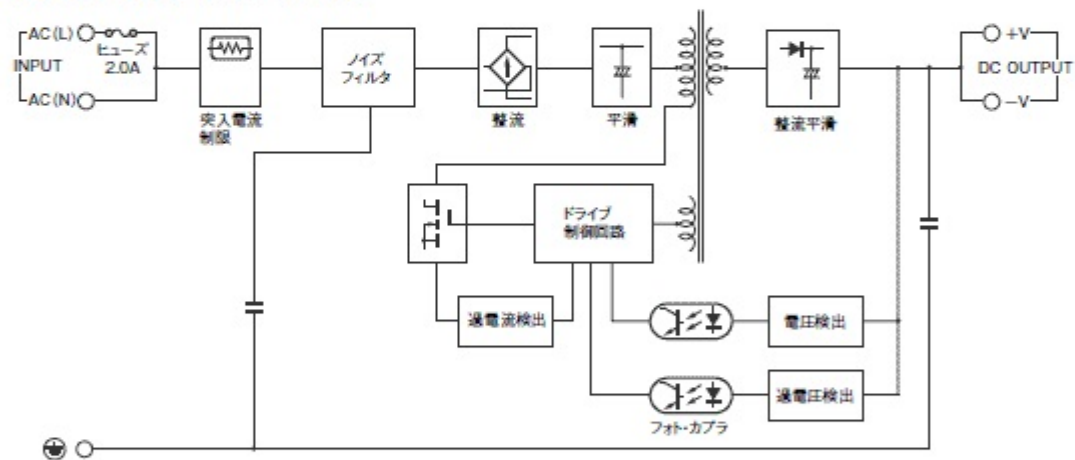 AC(L)
ヒューズ
2.0A
INPUT
AC(N)
突入電流
制限
ノイズ
フィルタ
整流
平滑
整流平滑
+V
DC OUTPUT
−V
ドライブ
制御回路
過電流検出
電圧検出
過電圧検出
フォト・カプラ